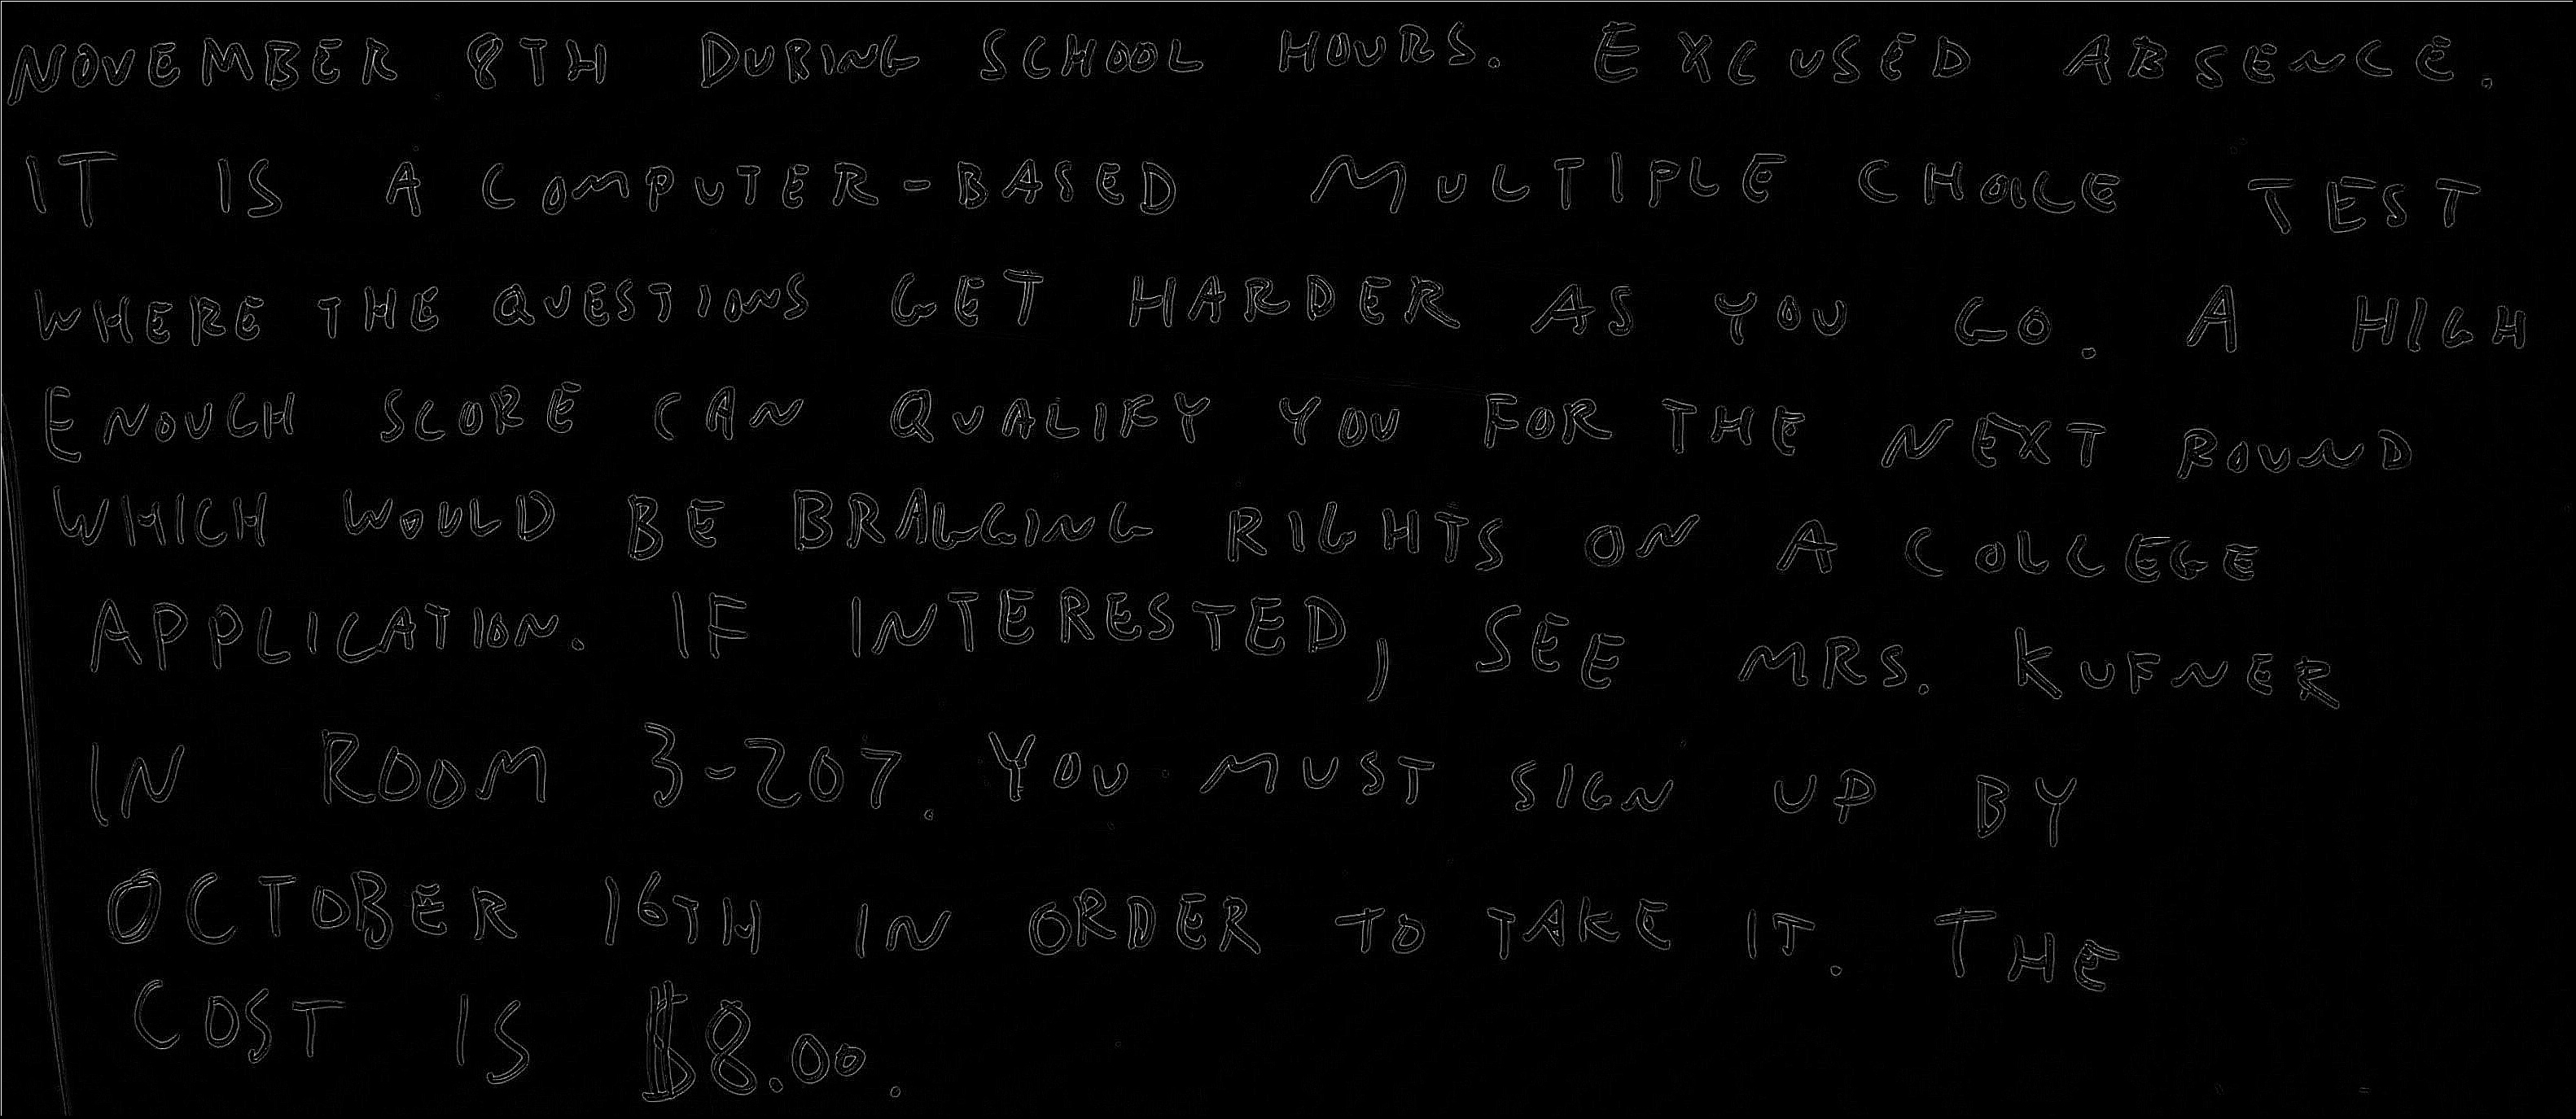 NOVEMBER 8TH DURING SCHOOL HOURS. EXCUSED ABSENCE.
IT IS A COMPUTER-BASED MULTIPLE CHOICE TEST
WHERE THE QUESTIONS GET HARDER AS YOU GO. A HIGH
ENOUGH SCORE CAN QUALIFY YOU FOR THE NEXT ROUND
WHICH WOULD BE BRAGGING RIGHTS ON A COLLEGE
APPLICATION. IF INTERESTED, SEE MRS. KUFNER
IN ROOM 3-207. YOU MUST SIGN UP BY
OCTOBER 16TH IN ORDER TO TAKE IT. THE
COST IS $8.00.